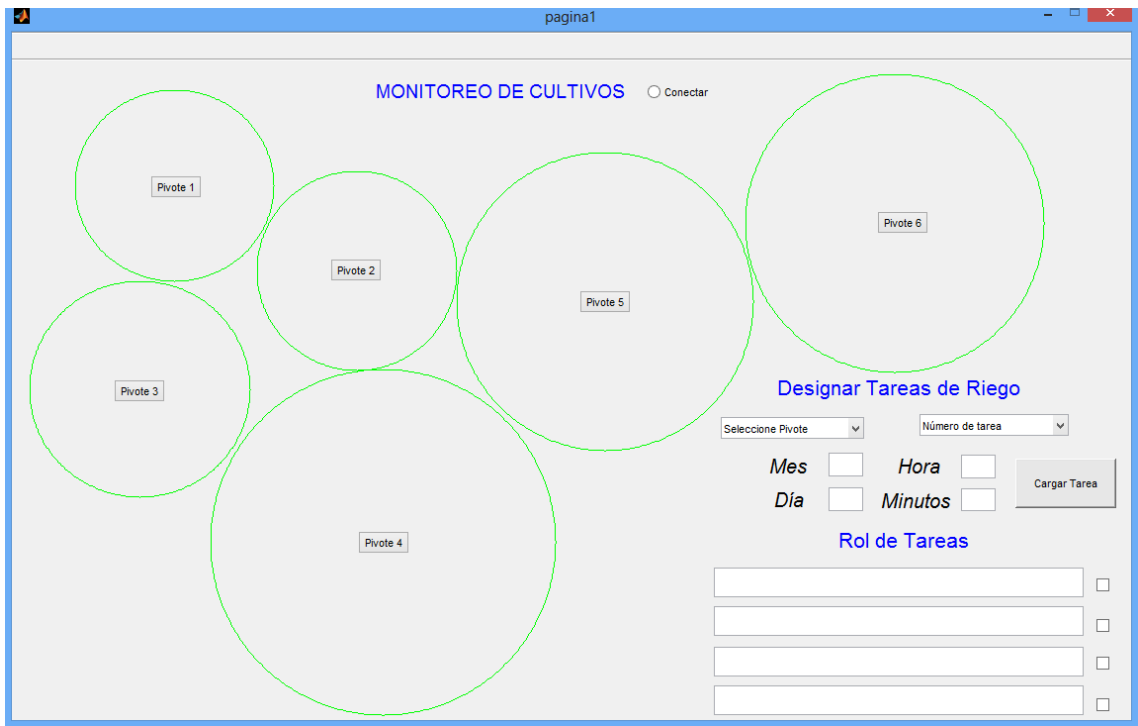 pagina1
MONITOREO DE CULTIVOS
Conectar
Pivote 1
Pivote 2
Pivote 3
Pivote 4
Pivote 5
Pivote 6
Designar Tareas de Riego
Seleccione Pivote
Número de tarea
Mes
Hora
Día
Minutos
Cargar Tarea
Rol de Tareas